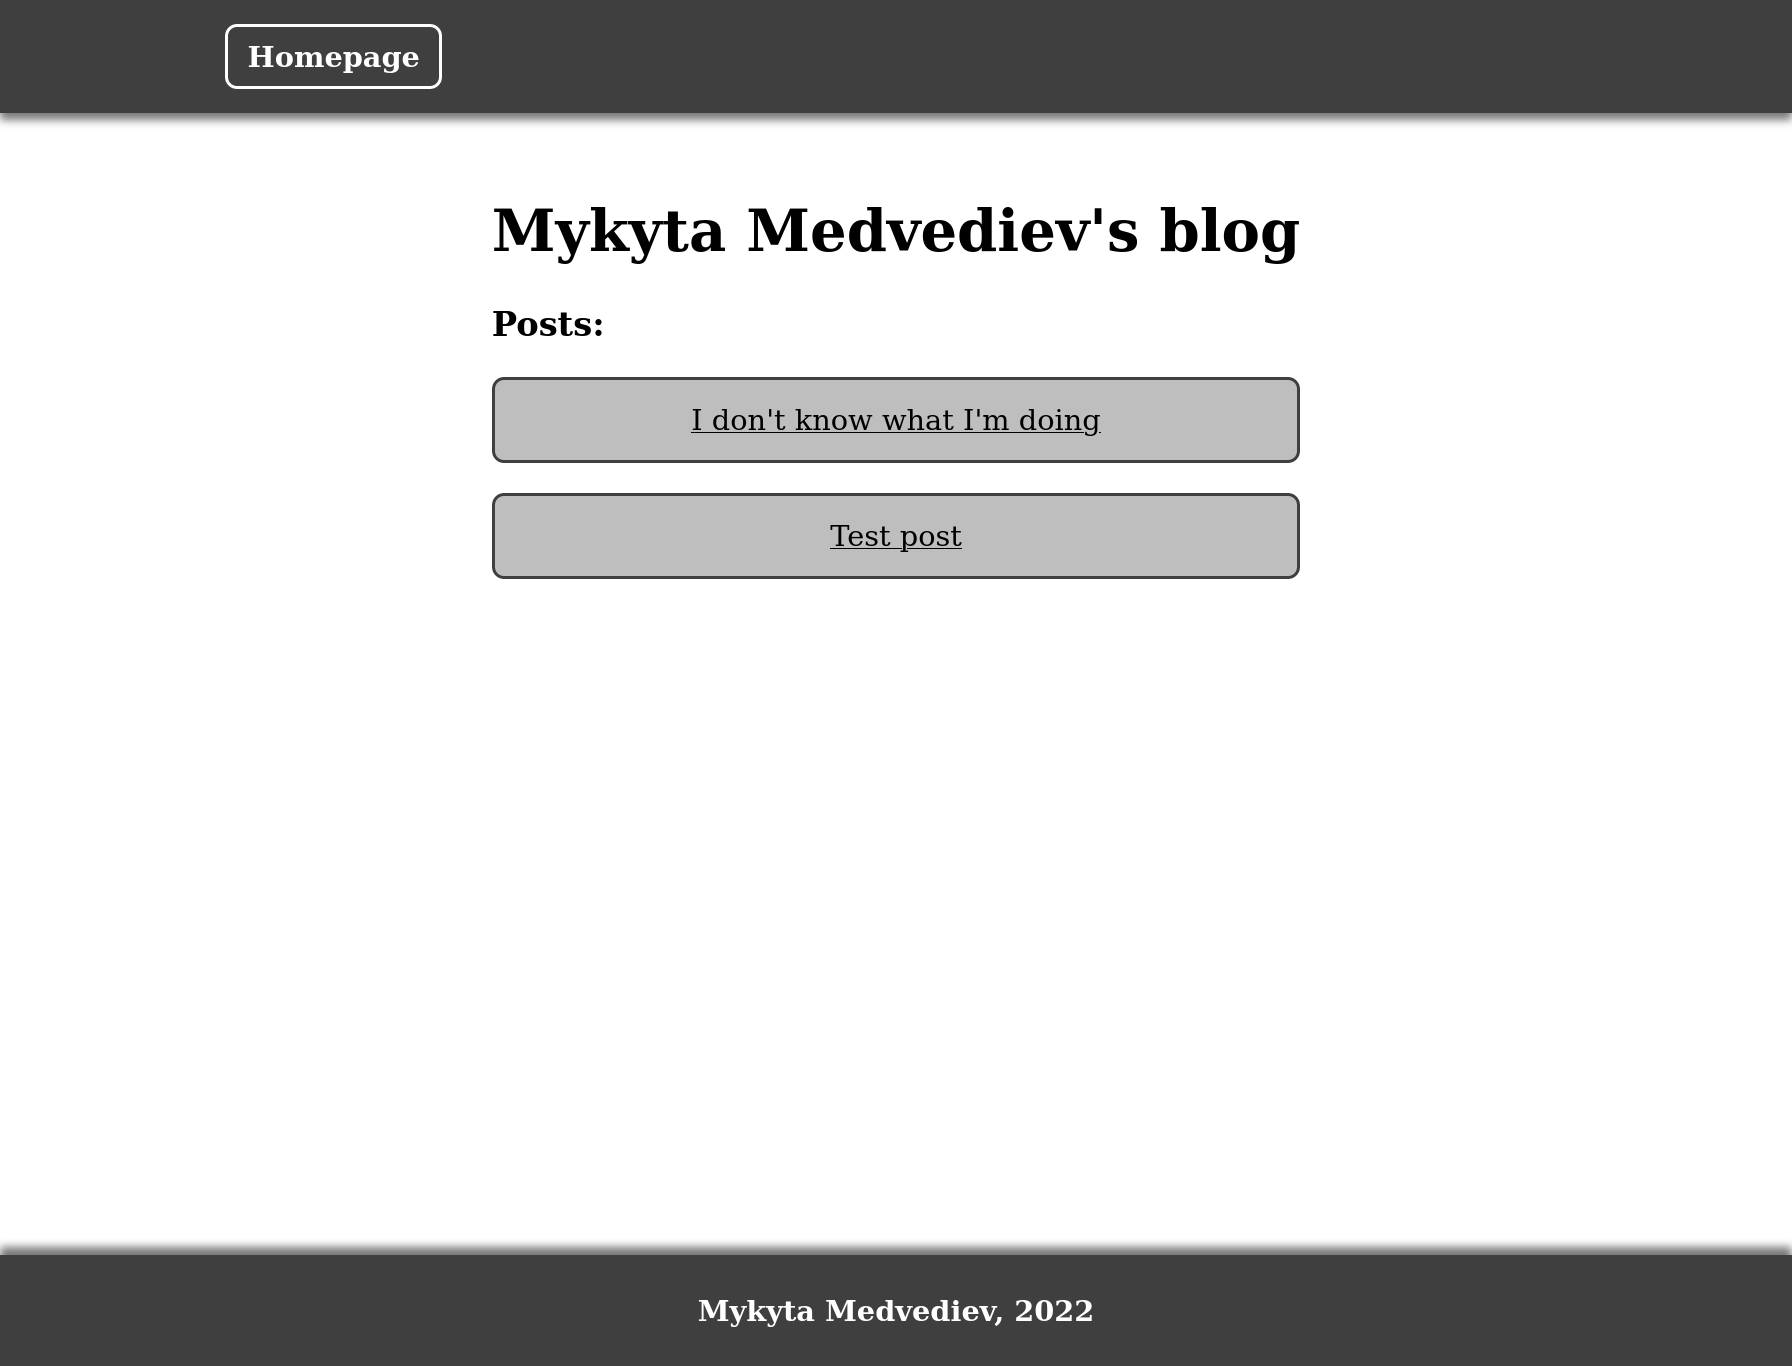 Homepage
Mykyta Medvediev's blog
Posts:
I don't know what I'm doing
Test post
Mykyta Medvediev, 2022